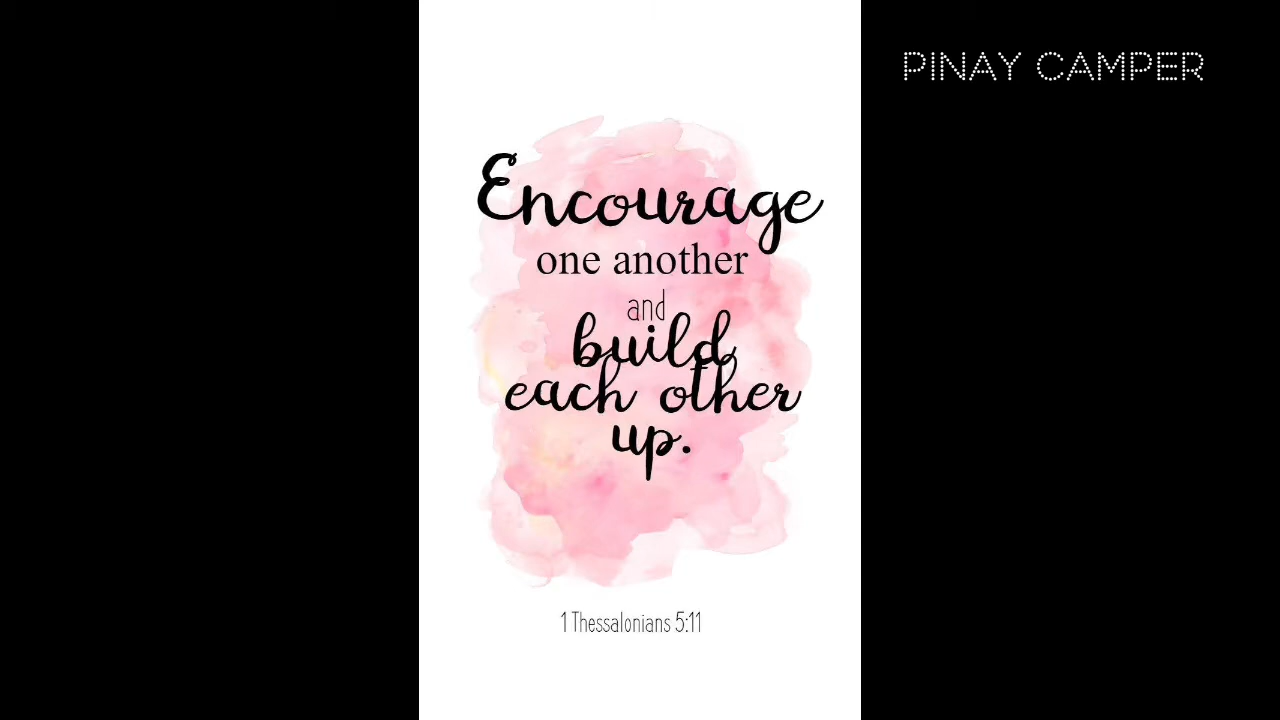 PINAY CAMPER
Encourage
one another
and
build
each other
up.
1 Thessalonians 5:11